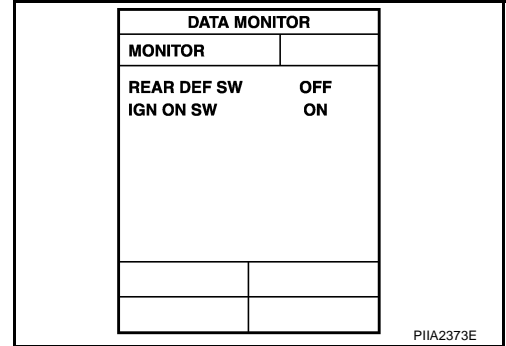 DATA MONITOR
MONITOR
REAR DEF SW OFF
IGN ON SW ON
PIIA2373E